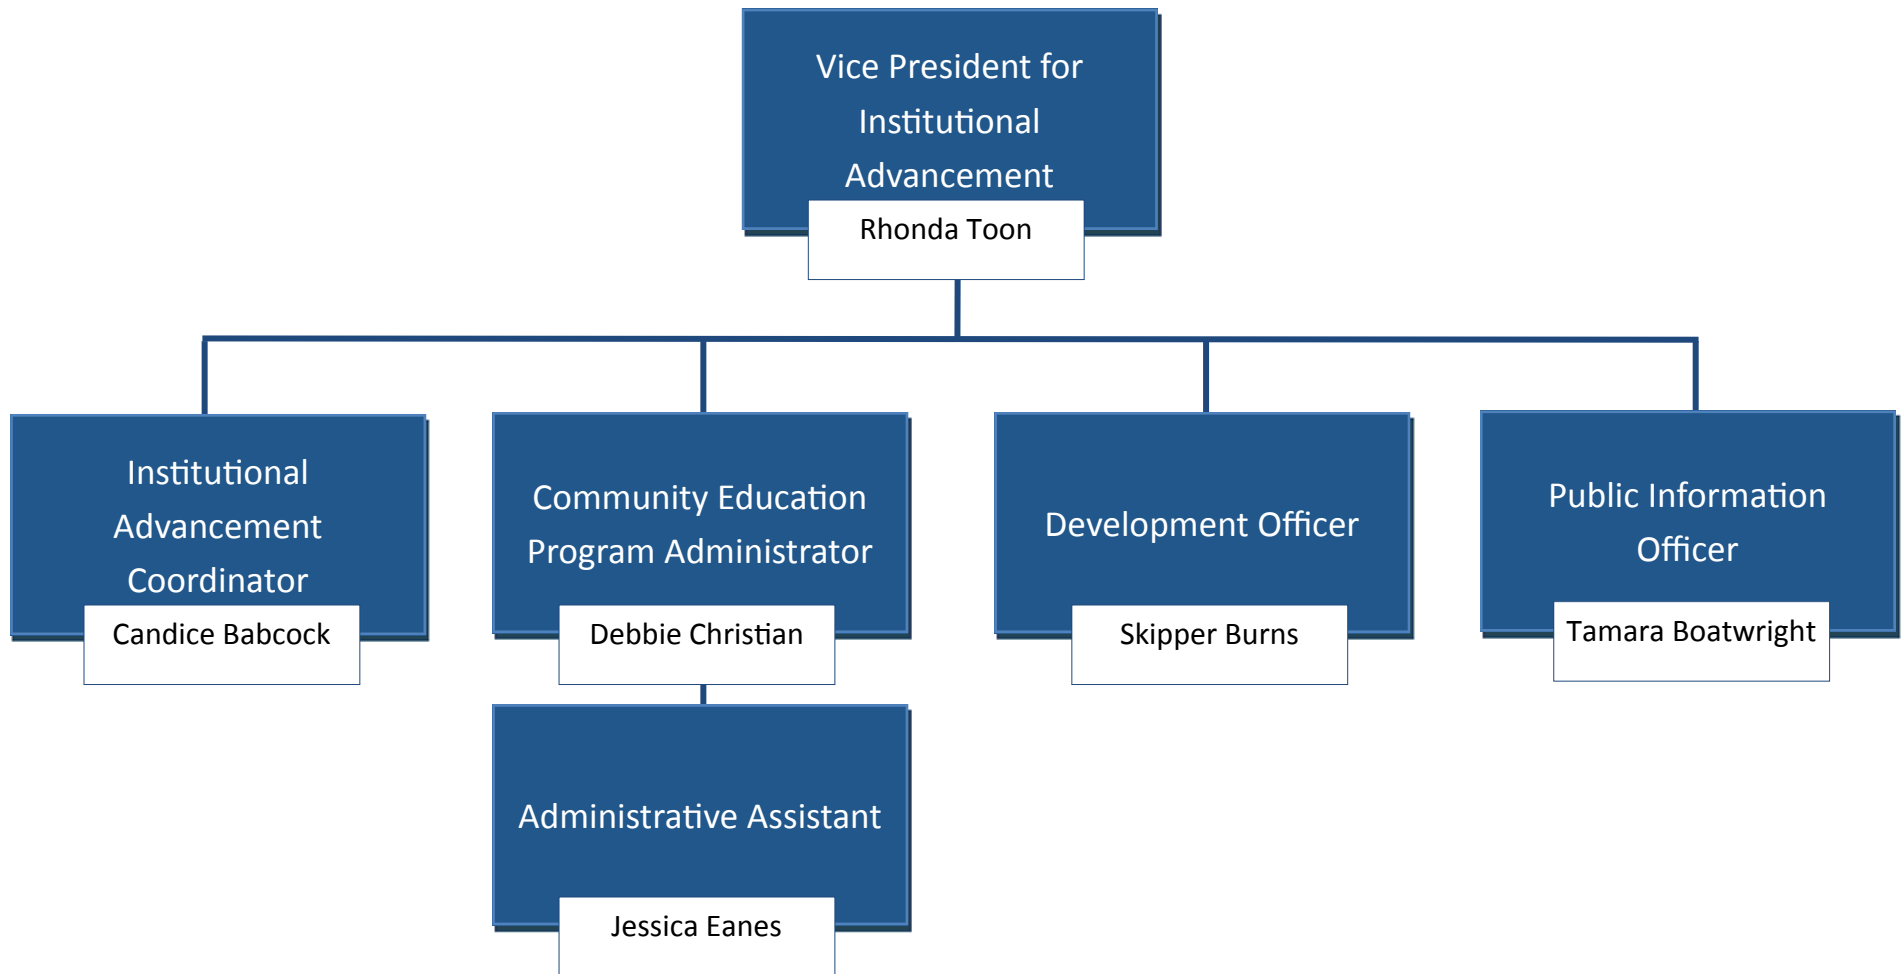 Vice President for
Institutional
Advancement
Rhonda Toon
Institutional
Advancement
Coordinator
Candice Babcock
Community Education
Program Administrator
Debbie Christian
Development Officer
Skipper Burns
Public Information
Officer
Tamara Boatwright
Administrative Assistant
Jessica Eanes